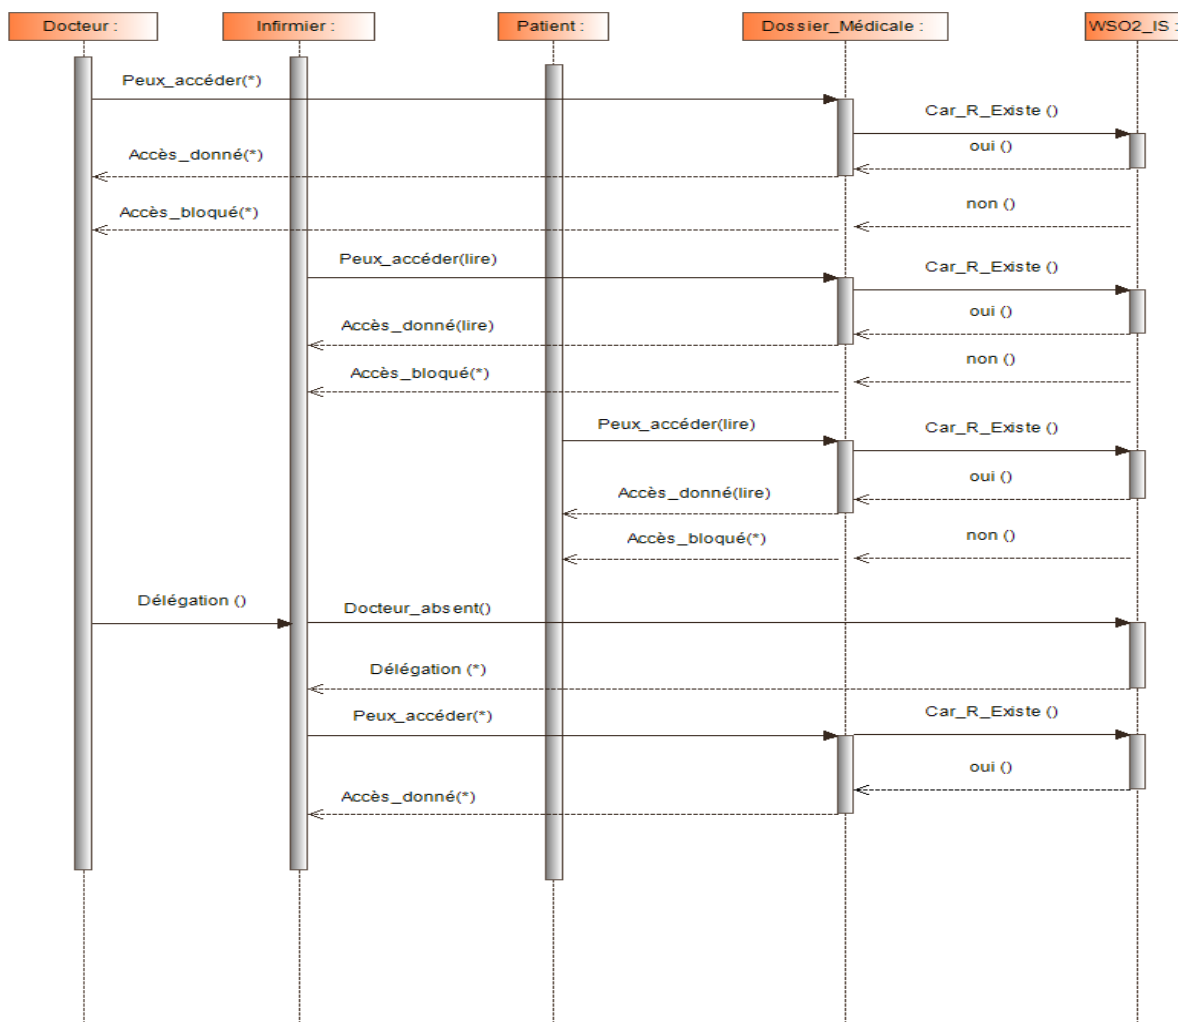 Docteur :
Infirmier :
Patient :
Dossier_Médicale :
WSO2_IS :
Peux_accéder(*)
Car_R_Existe ()
oui ()
Accès_donné(*)
non ()
Accès_bloqué(*)
Peux_accéder(lire)
Car_R_Existe ()
oui ()
Accès_donné(lire)
non ()
Accès_bloqué(*)
Peux_accéder(lire)
Car_R_Existe ()
oui ()
Accès_donné(lire)
non ()
Accès_bloqué(*)
Délégation ()
Docteur_absent()
Délégation (*)
Peux_accéder(*)
Car_R_Existe ()
oui ()
Accès_donné(*)